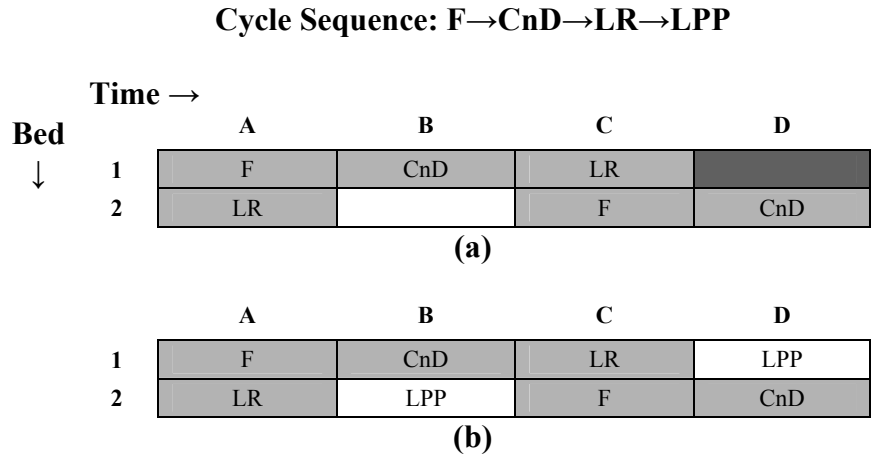 Cycle Sequence: F→CnD→LR→LPP
Time →
A B C D
Bed
↓
1 F CnD LR
2 LR F CnD
(a)
A B C D
1 F CnD LR LPP
2 LR LPP F CnD
(b)